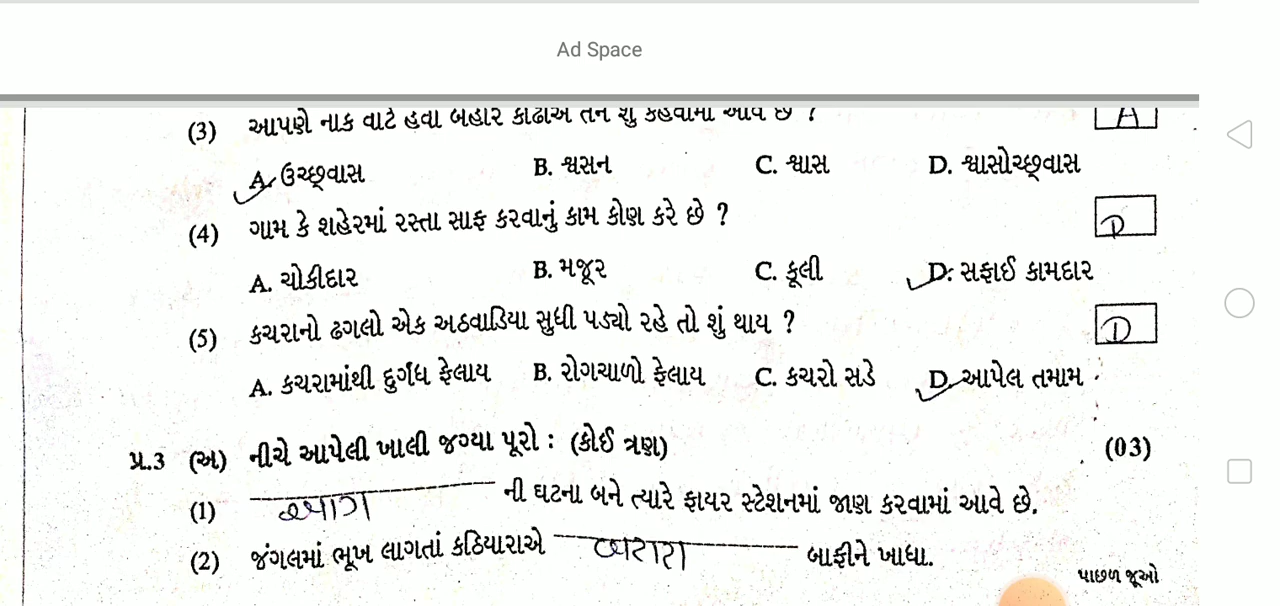 Ad Space
(3) આપણે નાક વાટે હવા બહાર કાઢીએ તેને શું કહેવામાં આવે છે ? A
A. ઉચ્છ્વાસ B. શ્વસન C. શ્વાસ D. શ્વાસોચ્છ્વાસ
(4) ગામ કે શહેરમાં રસ્તા સાફ કરવાનું કામ કોણ કરે છે ? D
A. ચોકીદાર B. મજૂર C. કૂલી D. સફાઈ કામદાર
(5) કચરાનો ઢગલો એક અઠવાડિયા સુધી પડ્યો રહે તો શું થાય ? D
A. કચરામાંથી દુર્ગંધ ફેલાય B. રોગચાળો ફેલાય C. કચરો સડે D. આપેલ તમામ
પ્ર.3 (અ) નીચે આપેલી ખાલી જગ્યા પૂરો : (કોઈ ત્રણ) (03)
(1) આગ ની ઘટના બને ત્યારે ફાયર સ્ટેશનમાં જાણ કરવામાં આવે છે.
(2) જંગલમાં ભૂખ લાગતાં કઠિયારાએ બાફીને ખાધા.
પાછળ જૂઓ